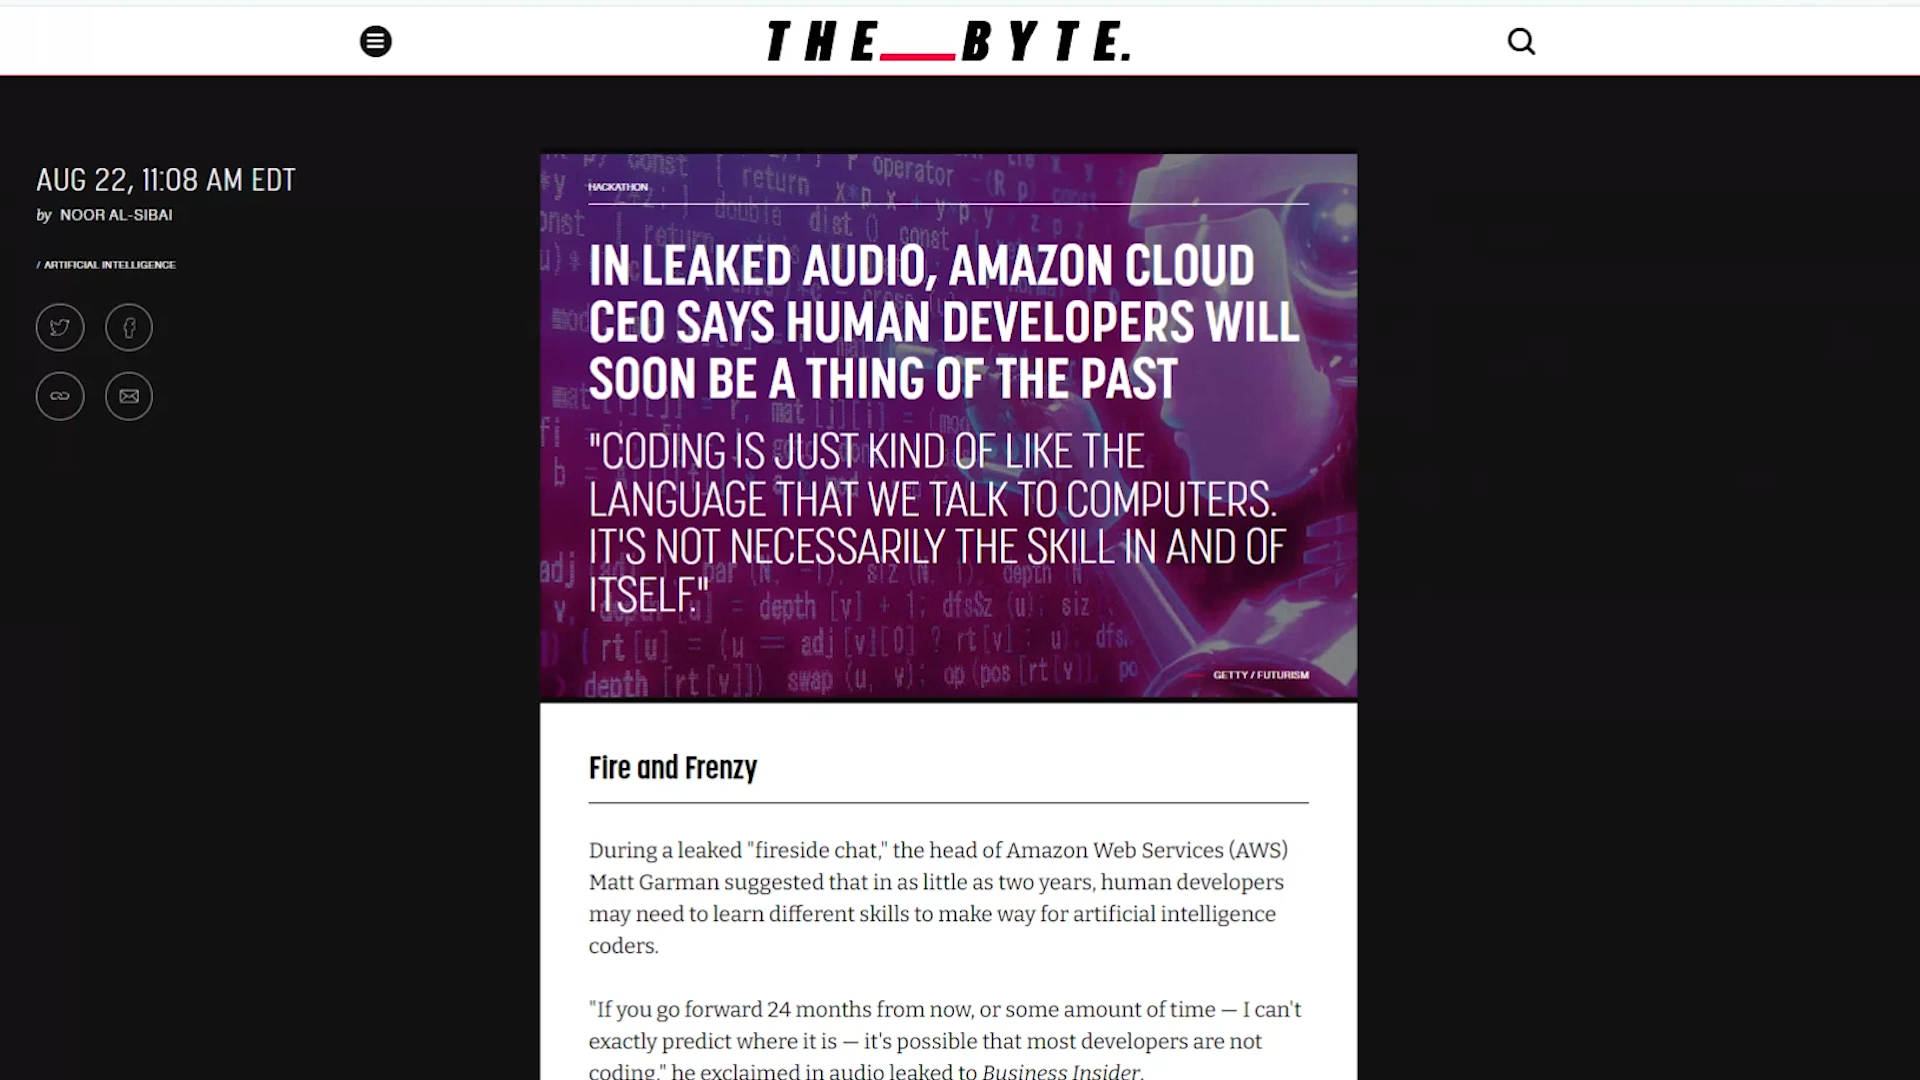 THE__BYTE.
AUG 22, 11:08 AM EDT
by NOOR AL-SIBAI
/ ARTIFICIAL INTELLIGENCE
HACKATHON
IN LEAKED AUDIO, AMAZON CLOUD
CEO SAYS HUMAN DEVELOPERS WILL
SOON BE A THING OF THE PAST
"CODING IS JUST KIND OF LIKE THE
LANGUAGE THAT WE TALK TO COMPUTERS.
IT'S NOT NECESSARILY THE SKILL IN AND OF
ITSELF."
GETTY / FUTURISM
Fire and Frenzy
During a leaked "fireside chat," the head of Amazon Web Services (AWS)
Matt Garman suggested that in as little as two years, human developers
may need to learn different skills to make way for artificial intelligence
coders.
"If you go forward 24 months from now, or some amount of time — I can't
exactly predict where it is — it's possible that most developers are not
coding," he exclaimed in audio leaked to Business Insider.